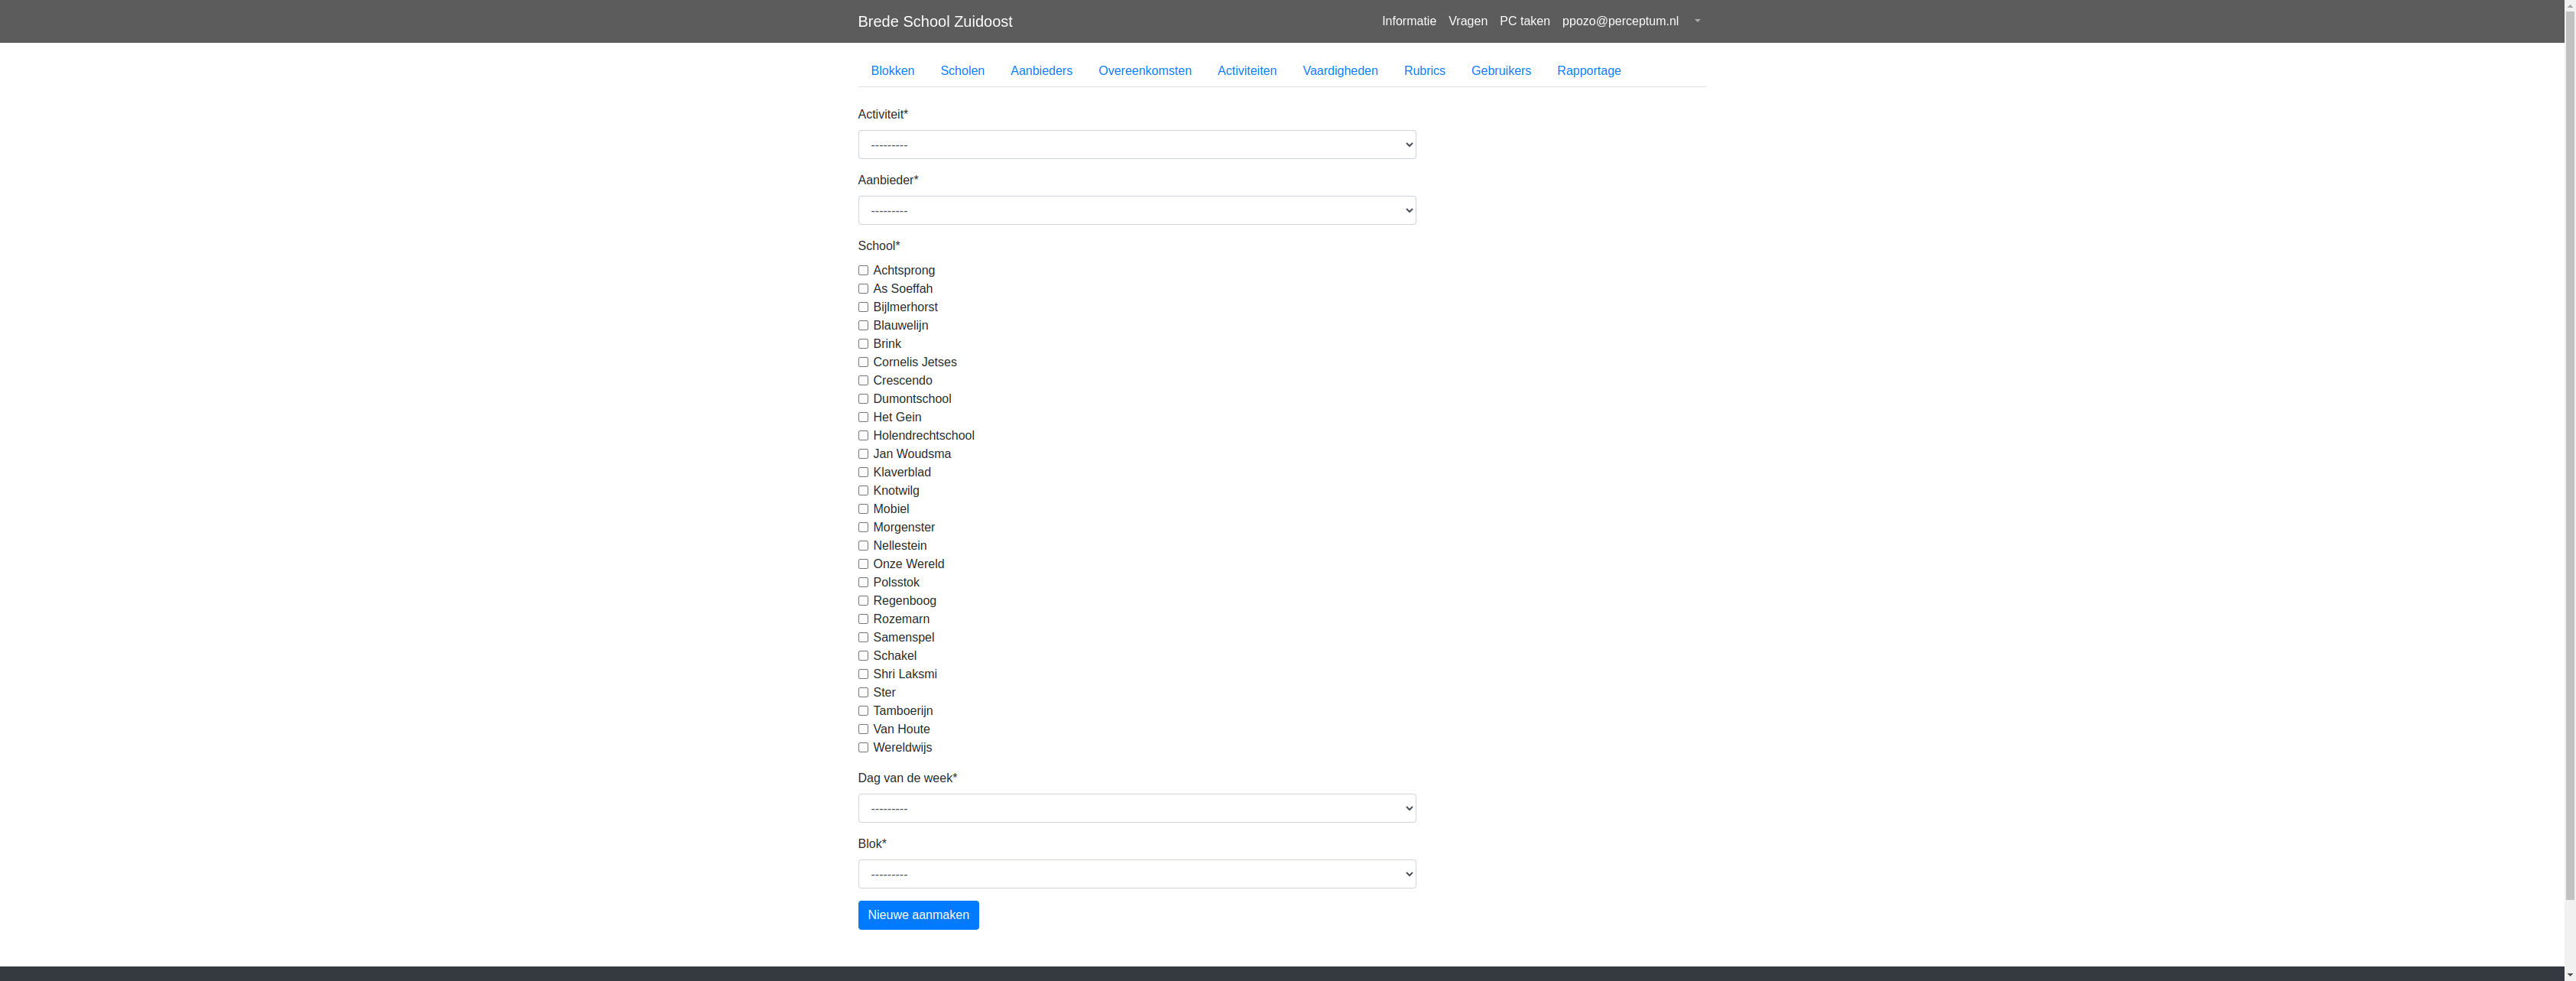 Brede School Zuidoost Informatie Vragen PC taken ppozo@perceptum.nl
Blokken Scholen Aanbieders Overeenkomsten Activiteiten Vaardigheden Rubrics Gebruikers Rapportage
Activiteit*
---------
Aanbieder*
---------
School*
Achtsprong
As Soeffah
Bijlmerhorst
Blauwelijn
Brink
Cornelis Jetses
Crescendo
Dumontschool
Het Gein
Holendrechtschool
Jan Woudsma
Klaverblad
Knotwilg
Mobiel
Morgenster
Nellestein
Onze Wereld
Polsstok
Regenboog
Rozemarn
Samenspel
Schakel
Shri Laksmi
Ster
Tamboerijn
Van Houte
Wereldwijs
Dag van de week*
---------
Blok*
---------
Nieuwe aanmaken